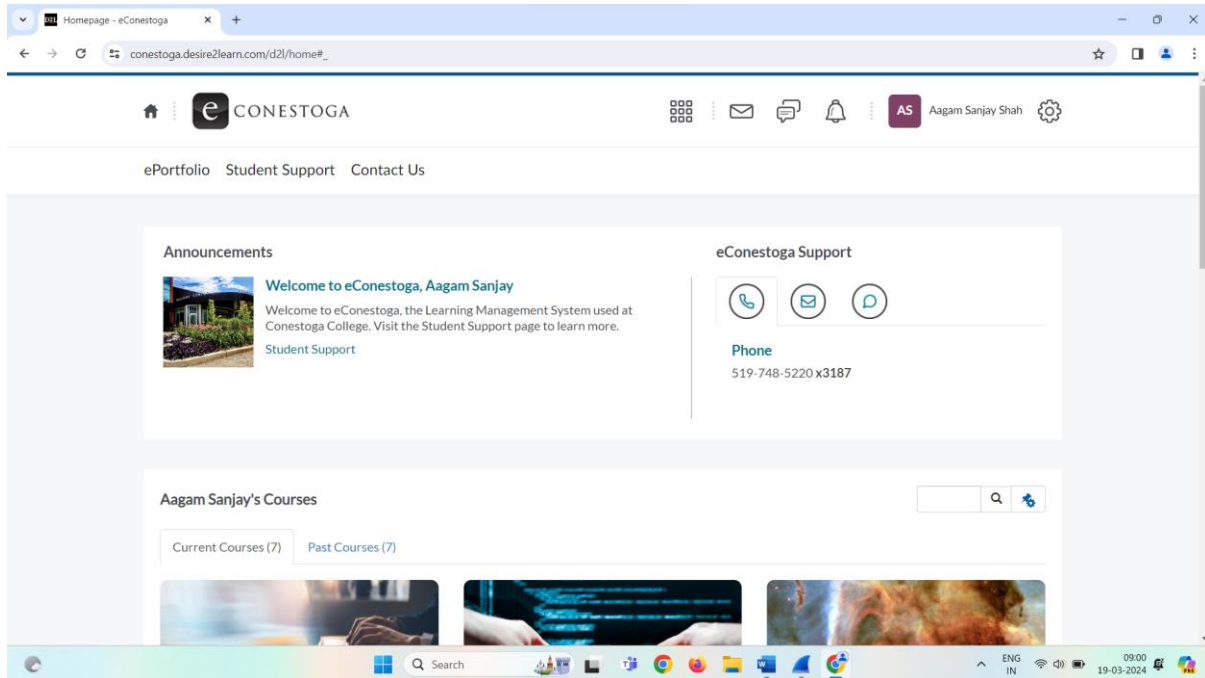 D2L Homepage - eConestoga
conestoga.desire2learn.com/d2l/home#_
e CONESTOGA
AS Aagam Sanjay Shah
ePortfolio Student Support Contact Us
Announcements
Welcome to eConestoga, Aagam Sanjay
Welcome to eConestoga, the Learning Management System used at
Conestoga College. Visit the Student Support page to learn more.
Student Support
eConestoga Support
Phone
519-748-5220 x3187
Aagam Sanjay's Courses
Current Courses (7) Past Courses (7)
Search
ENG
IN
09:00
19-03-2024
PRE